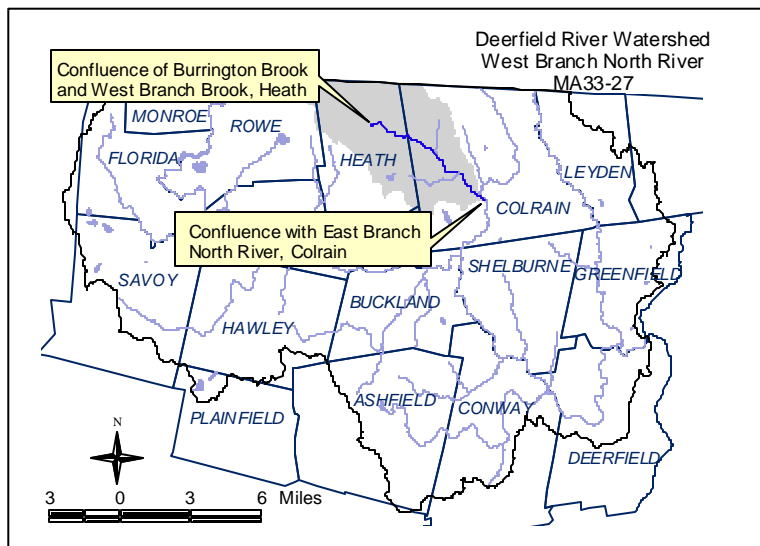 Deerfield River Watershed
West Branch North River
MA33-27
Confluence of Burrington Brook
and West Branch Brook, Heath
MONROE
ROWE
FLORIDA
HEATH
LEYDEN
COLRAIN
Confluence with East Branch
North River, Colrain
SAVOY
SHELBURNE
GREENFIELD
BUCKLAND
HAWLEY
ASHFIELD
CONWAY
PLAINFIELD
DEERFIELD
N
3 0 3 6 Miles